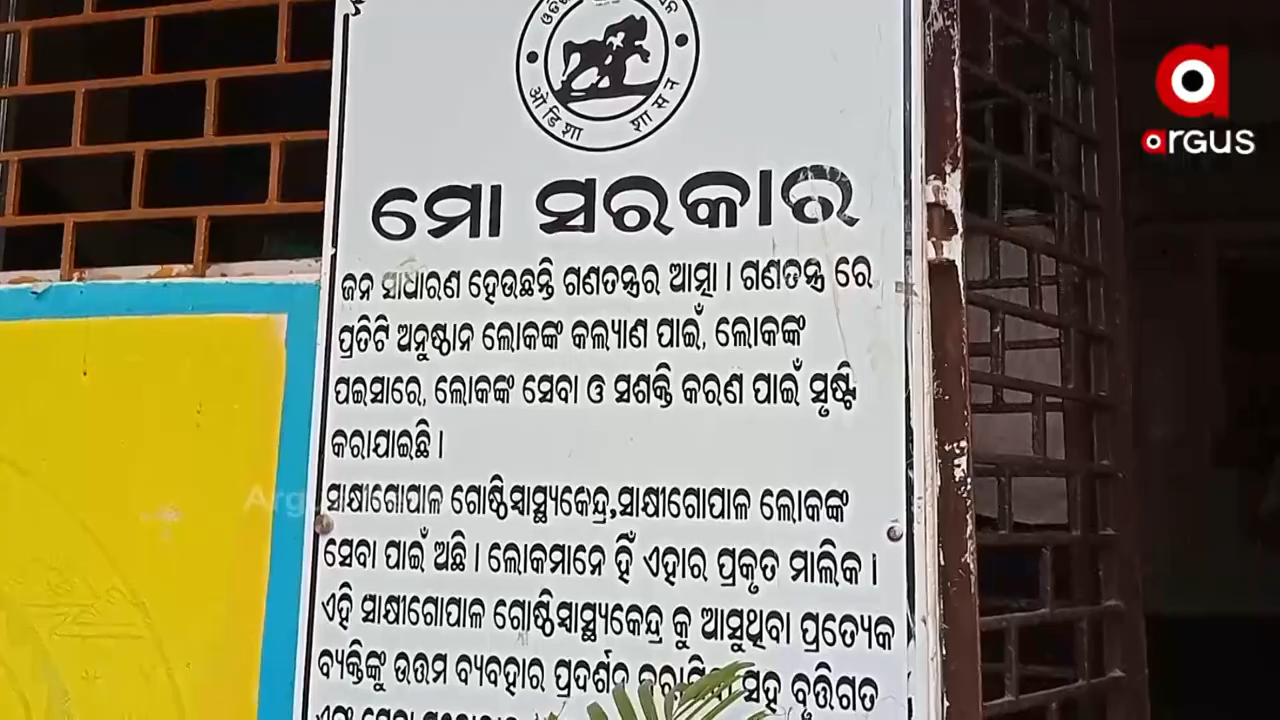 ଓଡିଶା ଶାସନ
ମୋ ସରକାର
ଜନ ସାଧାରଣ ହେଉଛନ୍ତି ଗଣତନ୍ତ୍ରର ଆତ୍ମା । ଗଣତନ୍ତ୍ର ରେ
ପ୍ରତିଟି ଅନୁଷ୍ଠାନ ଲୋକଙ୍କ କଲ୍ୟାଣ ପାଇଁ, ଲୋକଙ୍କ
ପଇସାରେ, ଲୋକଙ୍କ ସେବା ଓ ସଶକ୍ତି କରଣ ପାଇଁ ସୃଷ୍ଟି
କରାଯାଇଛି ।
ସାକ୍ଷୀଗୋପାଳ ଗୋଷ୍ଠିସ୍ୱାସ୍ଥ୍ୟକେନ୍ଦ୍ର,ସାକ୍ଷୀଗୋପାଳ ଲୋକଙ୍କ
ସେବା ପାଇଁ ଅଛି । ଲୋକମାନେ ହିଁ ଏହାର ପ୍ରକୃତ ମାଲିକ ।
ଏହି ସାକ୍ଷୀଗୋପାଳ ଗୋଷ୍ଠିସ୍ୱାସ୍ଥ୍ୟକେନ୍ଦ୍ର କୁ ଆସୁଥିବା ପ୍ରତ୍ୟେକ
ବ୍ୟକ୍ତିଙ୍କୁ ଉତ୍ତମ ବ୍ୟବହାର ପ୍ରଦର୍ଶନ ସହ ବୃତ୍ତିଗତ
argus